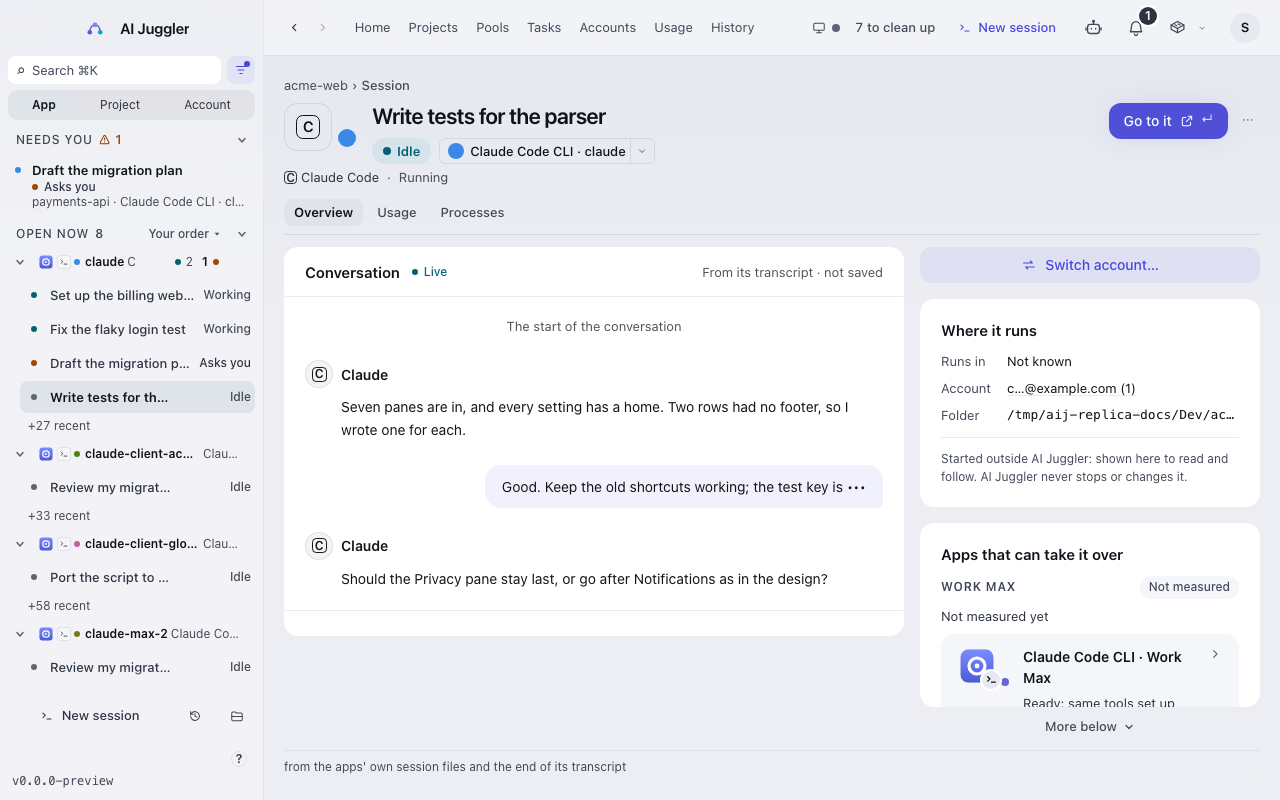 AI Juggler
Search ⌘K
App
Project
Account
NEEDS YOU 1
Draft the migration plan
Asks you
payments-api · Claude Code CLI · cl...
OPEN NOW 8
Your order
claude C
2
1
Set up the billing web... Working
Fix the flaky login test Working
Draft the migration p... Asks you
Write tests for th... Idle
+27 recent
claude-client-ac... Clau...
Review my migrat... Idle
+33 recent
claude-client-glo... Clau...
Port the script to ... Idle
+58 recent
claude-max-2 Claude Co...
Review my migrat... Idle
New session
?
v0.0.0-preview
Home
Projects
Pools
Tasks
Accounts
Usage
History
7 to clean up
New session
1
S
acme-web › Session
C
Write tests for the parser
Idle
Claude Code CLI · claude
Go to it
C Claude Code · Running
Overview
Usage
Processes
Conversation
Live
From its transcript · not saved
The start of the conversation
C Claude
Seven panes are in, and every setting has a home. Two rows had no footer, so I
wrote one for each.
Good. Keep the old shortcuts working; the test key is •••
C Claude
Should the Privacy pane stay last, or go after Notifications as in the design?
Switch account...
Where it runs
Runs in Not known
Account c...@example.com (1)
Folder /tmp/aij-replica-docs/Dev/ac...
Started outside AI Juggler: shown here to read and
follow. AI Juggler never stops or changes it.
Apps that can take it over
WORK MAX
Not measured
Not measured yet
Claude Code CLI · Work
Max
Ready: same tools set up
More below
from the apps' own session files and the end of its transcript